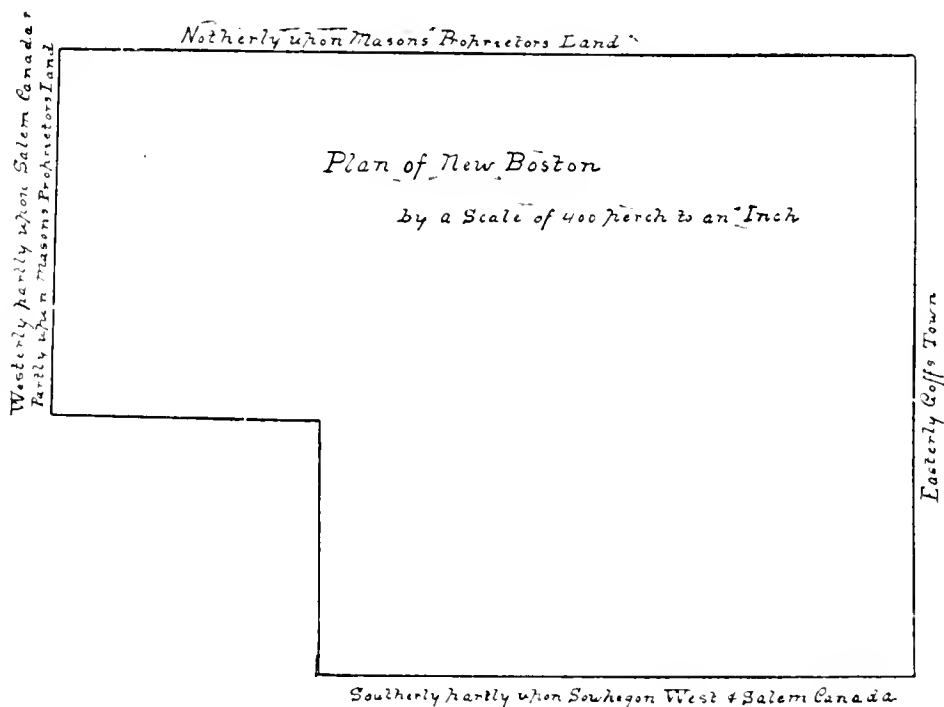 Notherly upon Masons Proprietors Land
Westerly partly upon Salem Canada &
Partly upon Masons Proprietors Land
Plan of New Boston
by a Scale of 400 perch to an Inch
Easterly Goffs Town
Southerly partly upon Sowhegon West & Salem Canada